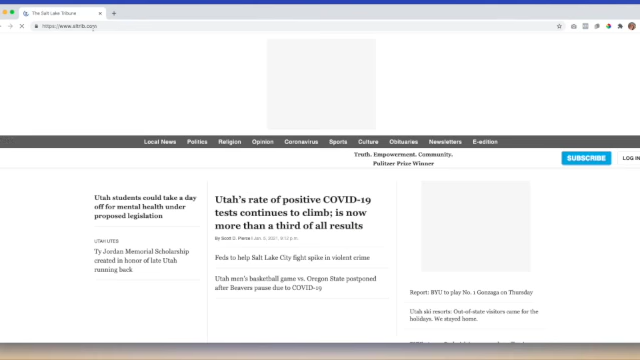 The Salt Lake Tribune
https://www.sltrib.com
Local News Politics Religion Opinion Coronavirus Sports Culture Obituaries Newsletters E-edition
Truth. Empowerment. Community.
Pulitzer Prize Winner
SUBSCRIBE
LOG IN
Utah students could take a day
off for mental health under
proposed legislation
UTAH UTES
Ty Jordan Memorial Scholarship
created in honor of late Utah
running back
Utah's rate of positive COVID-19
tests continues to climb; is now
more than a third of all results
By Scott D. Pierce
Feds to help Salt Lake City fight spike in violent crime
Utah men's basketball game vs. Oregon State postponed
after Beavers pause due to COVID-19
Report: BYU to play No. 1 Gonzaga on Thursday
Utah ski resorts: Out-of-state visitors came for the
holidays. We stayed home.